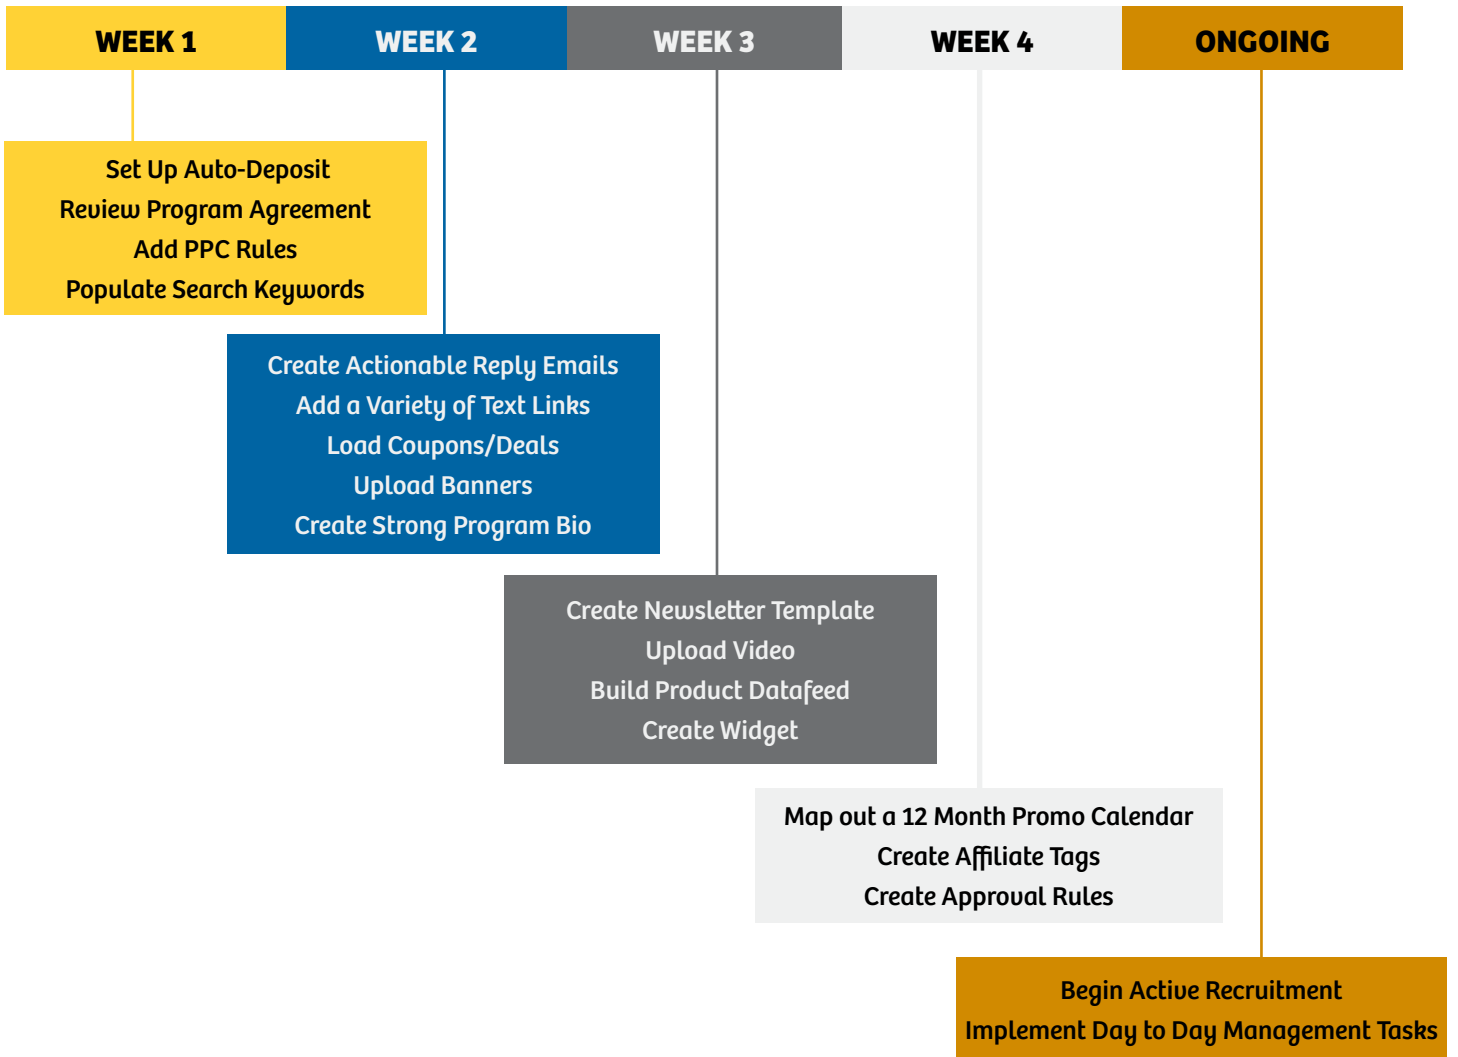 WEEK 1
WEEK 2
WEEK 3
WEEK 4
ONGOING
Set Up Auto-Deposit
Review Program Agreement
Add PPC Rules
Populate Search Keywords
Create Actionable Reply Emails
Add a Variety of Text Links
Load Coupons/Deals
Upload Banners
Create Strong Program Bio
Create Newsletter Template
Upload Video
Build Product Datafeed
Create Widget
Map out a 12 Month Promo Calendar
Create Affiliate Tags
Create Approval Rules
Begin Active Recruitment
Implement Day to Day Management Tasks